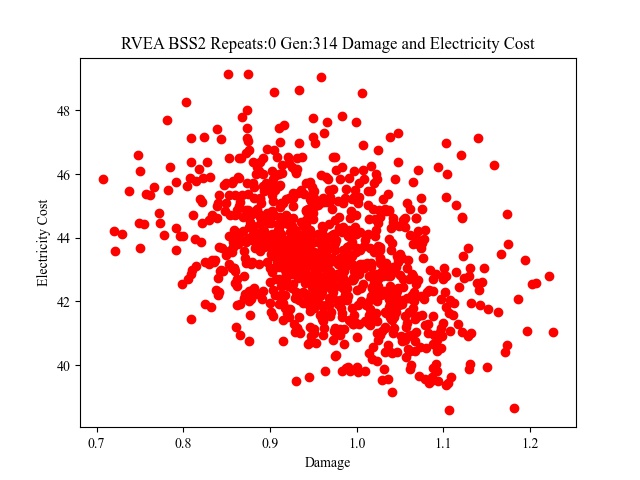 RVEA BSS2 Repeats:0 Gen:314 Damage and Electricity Cost
Electricity Cost
48
46
44
42
40
0.7 0.8 0.9 1.0 1.1 1.2
Damage